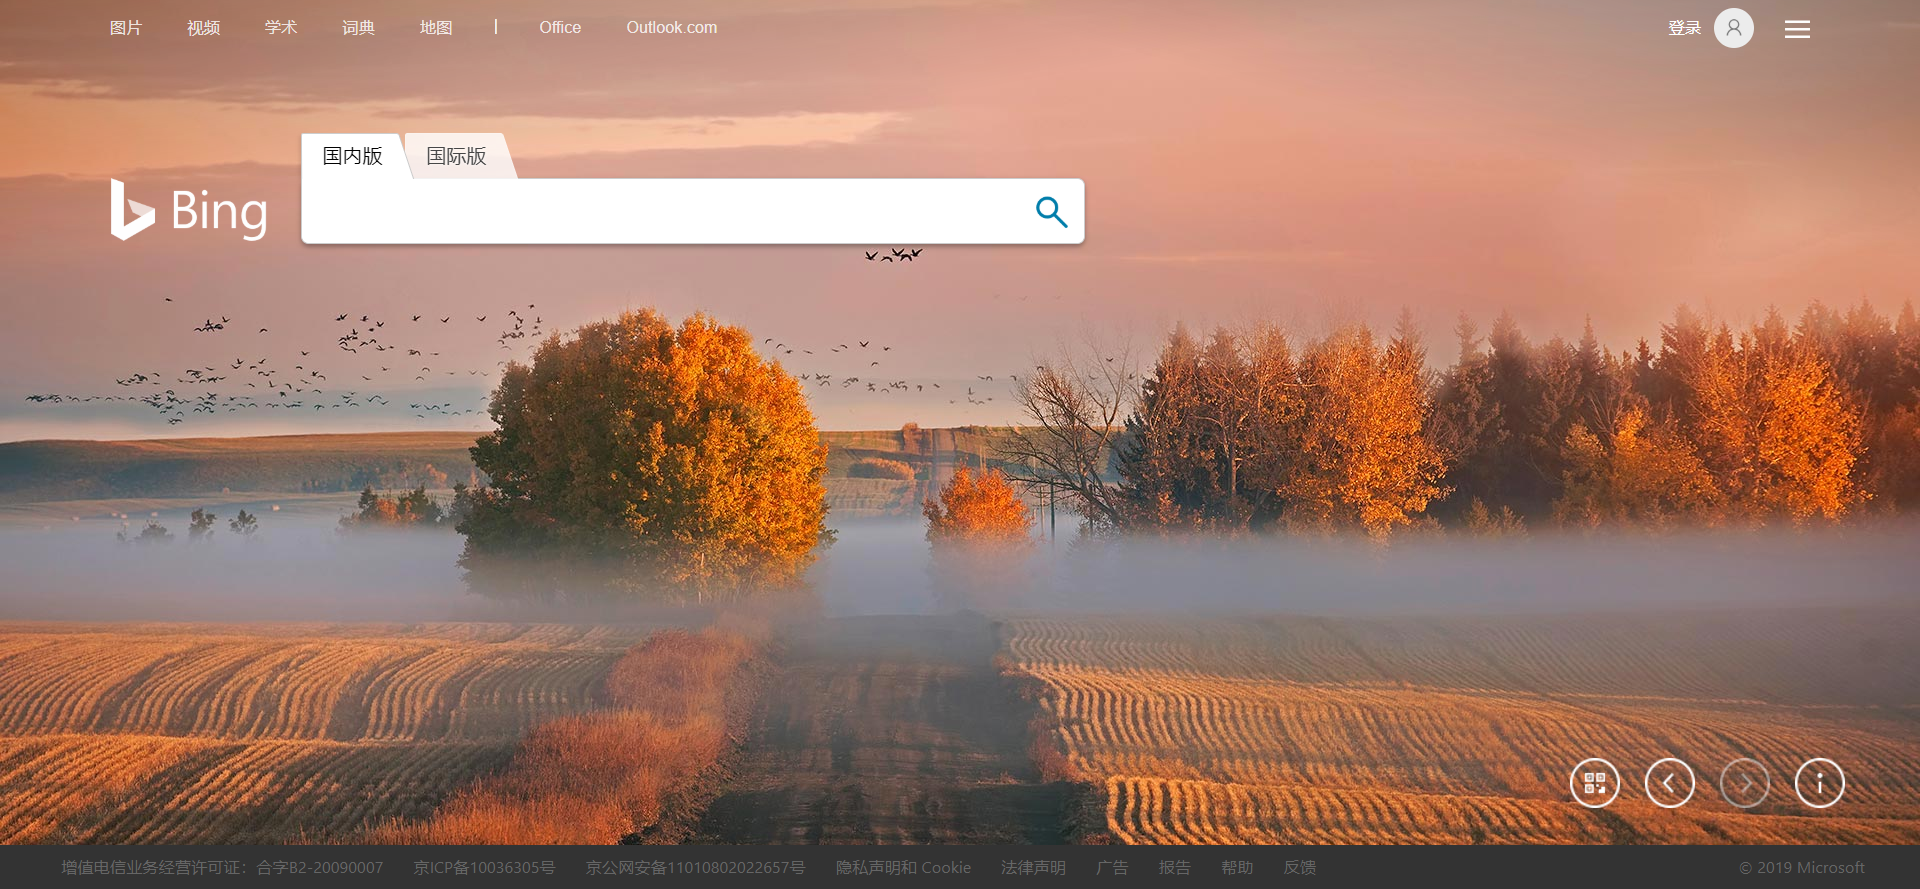 图片 视频 学术 词典 地图 | Office Outlook.com 登录
国内版 国际版
Bing
增值电信业务经营许可证：合字B2-20090007 京ICP备10036305号 京公网安备11010802022657号 隐私声明和 Cookie 法律声明 广告 报告 帮助 反馈 © 2019 Microsoft